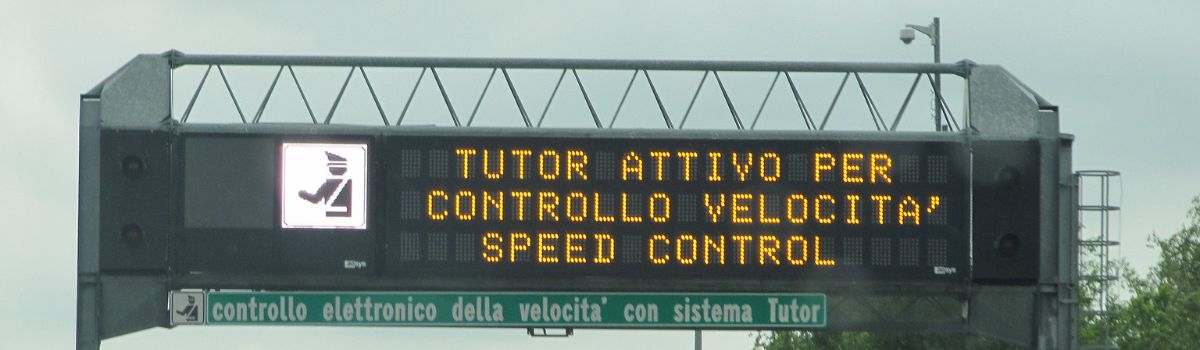 TUTOR ATTIVO PER
CONTROLLO VELOCITA'
SPEED CONTROL
controllo elettronico della velocita' con sistema Tutor